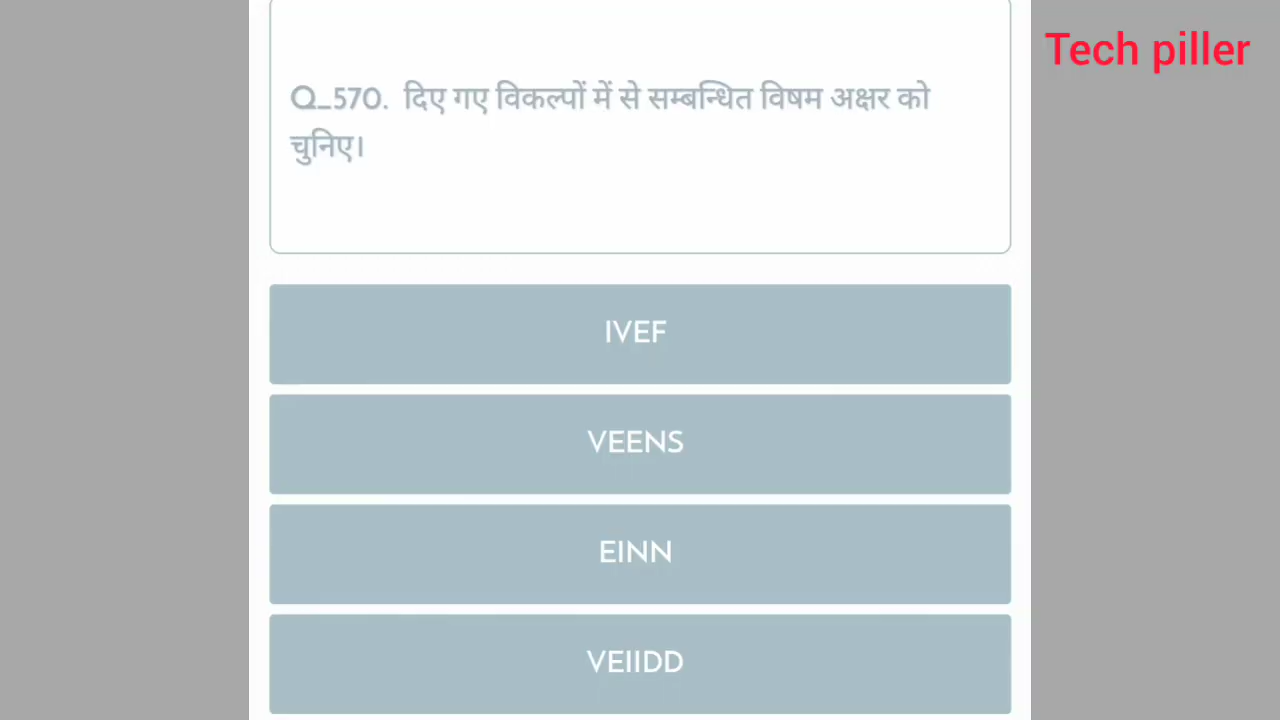 Tech piller
Q_570. दिए गए विकल्पों में से सम्बन्धित विषम अक्षर को
चुनिए।
IVEF
VEENS
EINN
VEIIDD